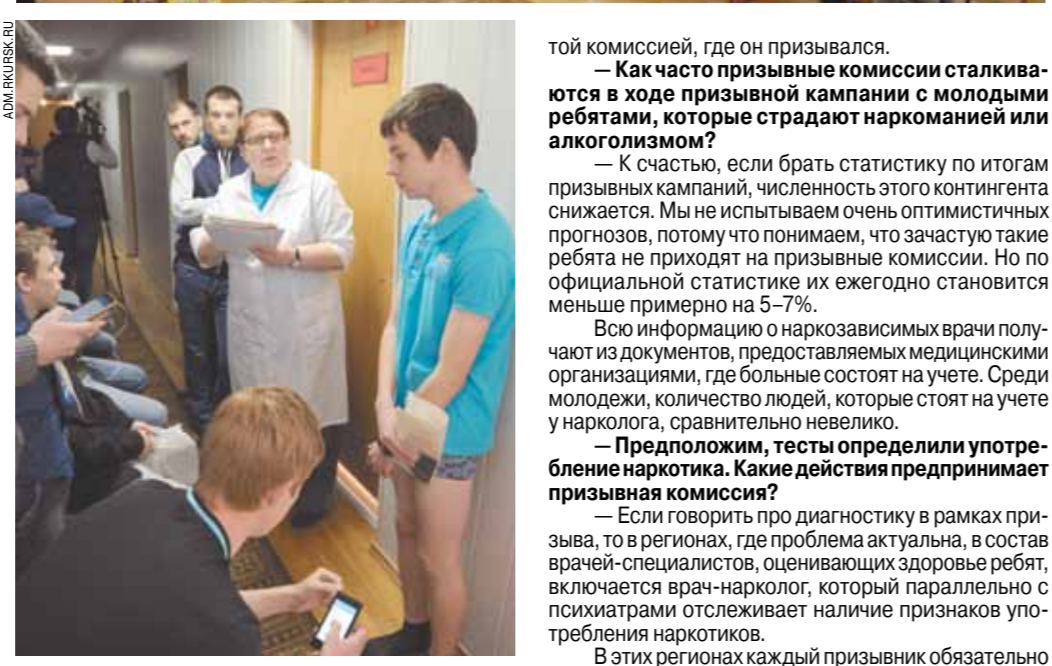 ADM.RKURSK.RU
той комиссией, где он призывался.
— Как часто призывные комиссии сталкива-
ются в ходе призывной кампании с молодыми
ребятами, которые страдают наркоманией или
алкоголизмом?
— К счастью, если брать статистику по итогам
призывных кампаний, численность этого контингента
снижается. Мы не испытываем очень оптимистичных
прогнозов, потому что понимаем, что зачастую такие
ребята не приходят на призывные комиссии. Но по
официальной статистике их ежегодно становится
меньше примерно на 5–7%.
Всю информацию о наркозависимых врачи полу-
чают из документов, предоставляемых медицинскими
организациями, где больные состоят на учете. Среди
молодежи, количество людей, которые стоят на учете
у нарколога, сравнительно невелико.
— Предположим, тесты определили употре-
бление наркотика. Какие действия предпринимает
призывная комиссия?
— Если говорить про диагностику в рамках при-
зыва, то в регионах, где проблема актуальна, в состав
врачей-специалистов, оценивающих здоровье ребят,
включается врач-нарколог, который параллельно с
психиатрами отслеживает наличие признаков упо-
требления наркотиков.
В этих регионах каждый призывник обязательно